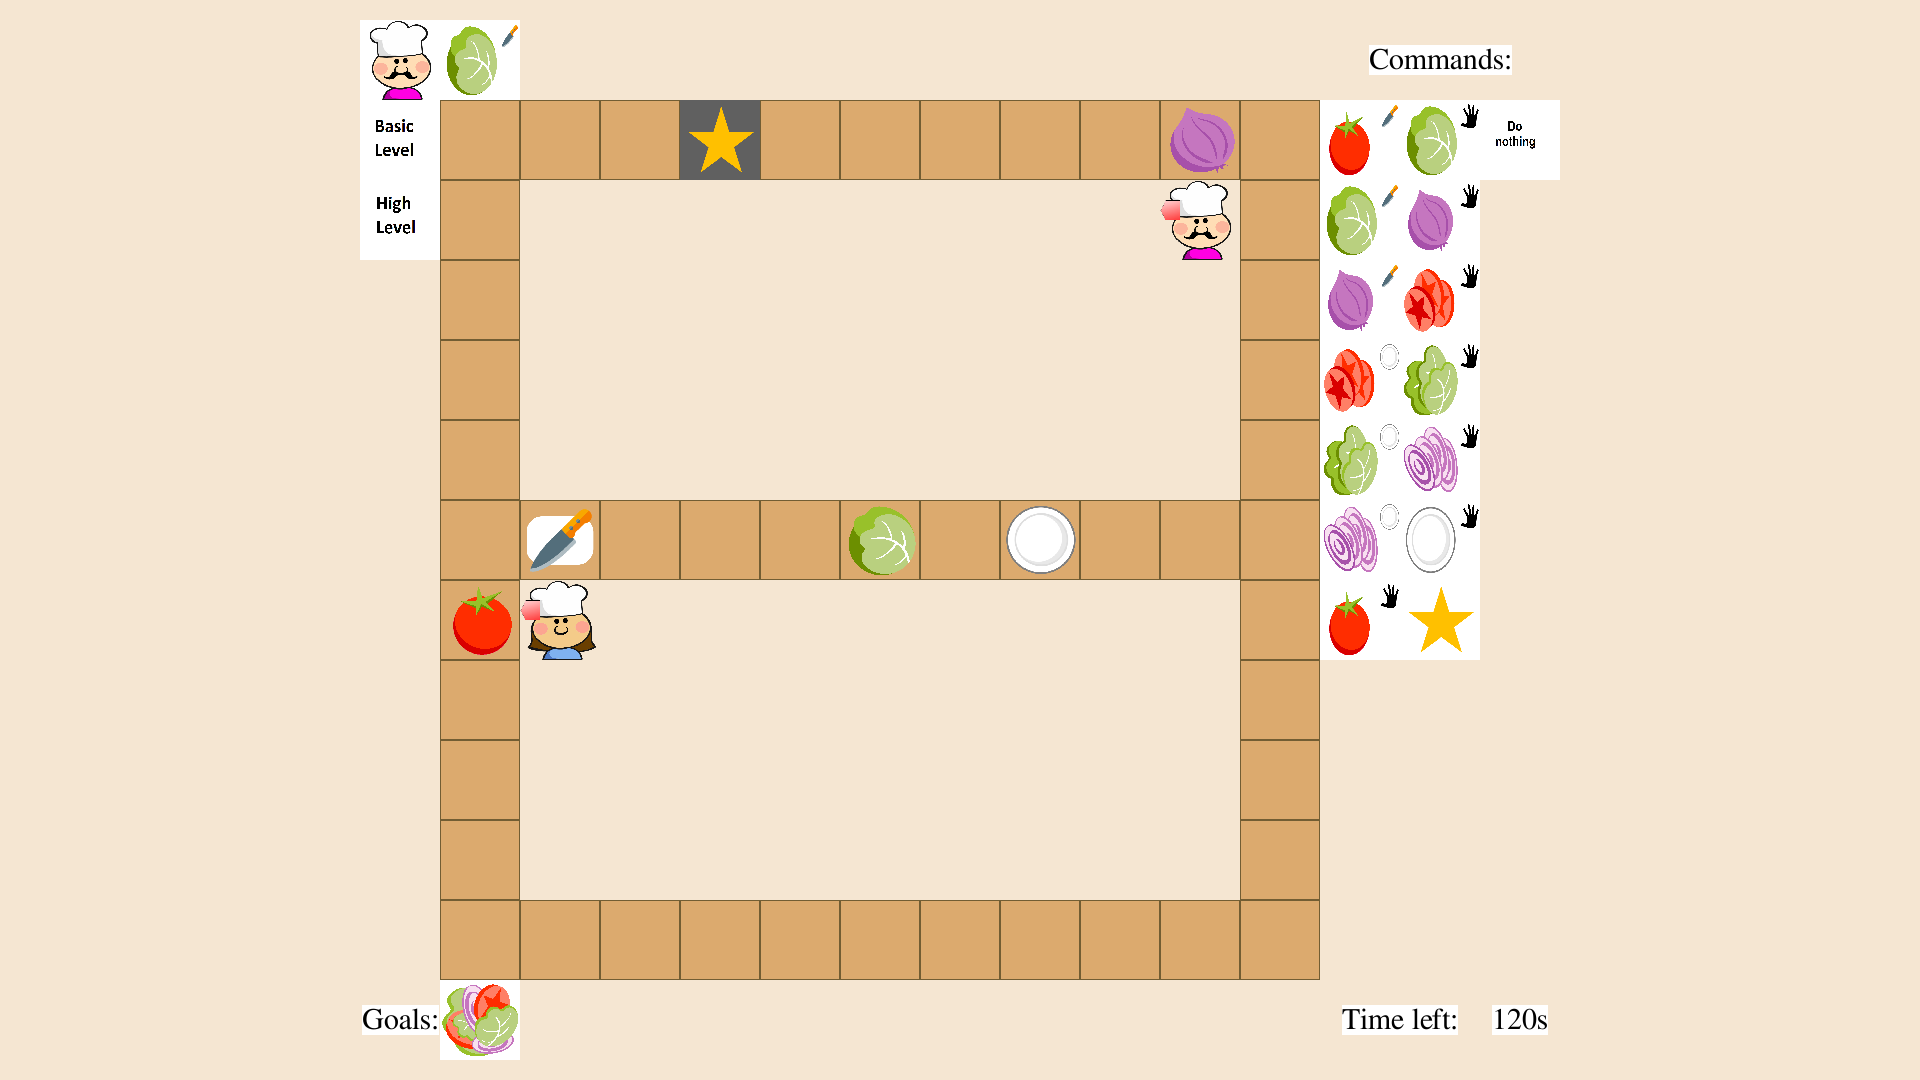 Commands:
Basic
Level
Do
nothing
High
Level
Goals:
Time left: 120s